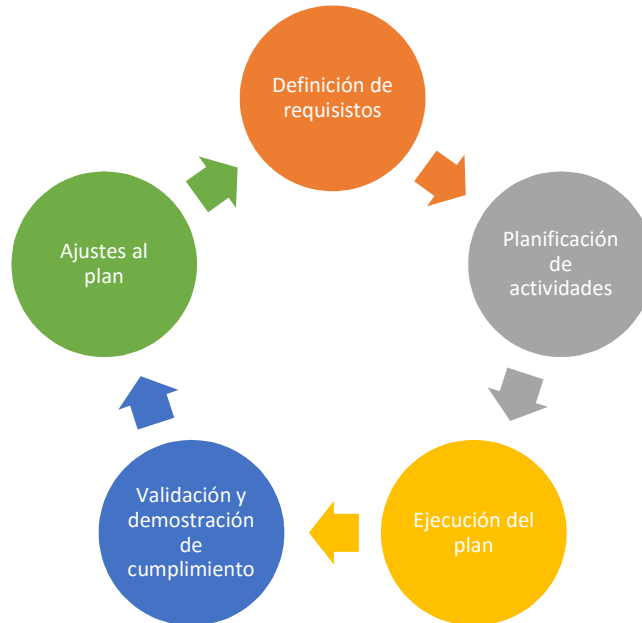 Definición de
requisistos
Planificación
de
actividades
Ejecución del
plan
Validación y
demostración
de
cumplimiento
Ajustes al
plan